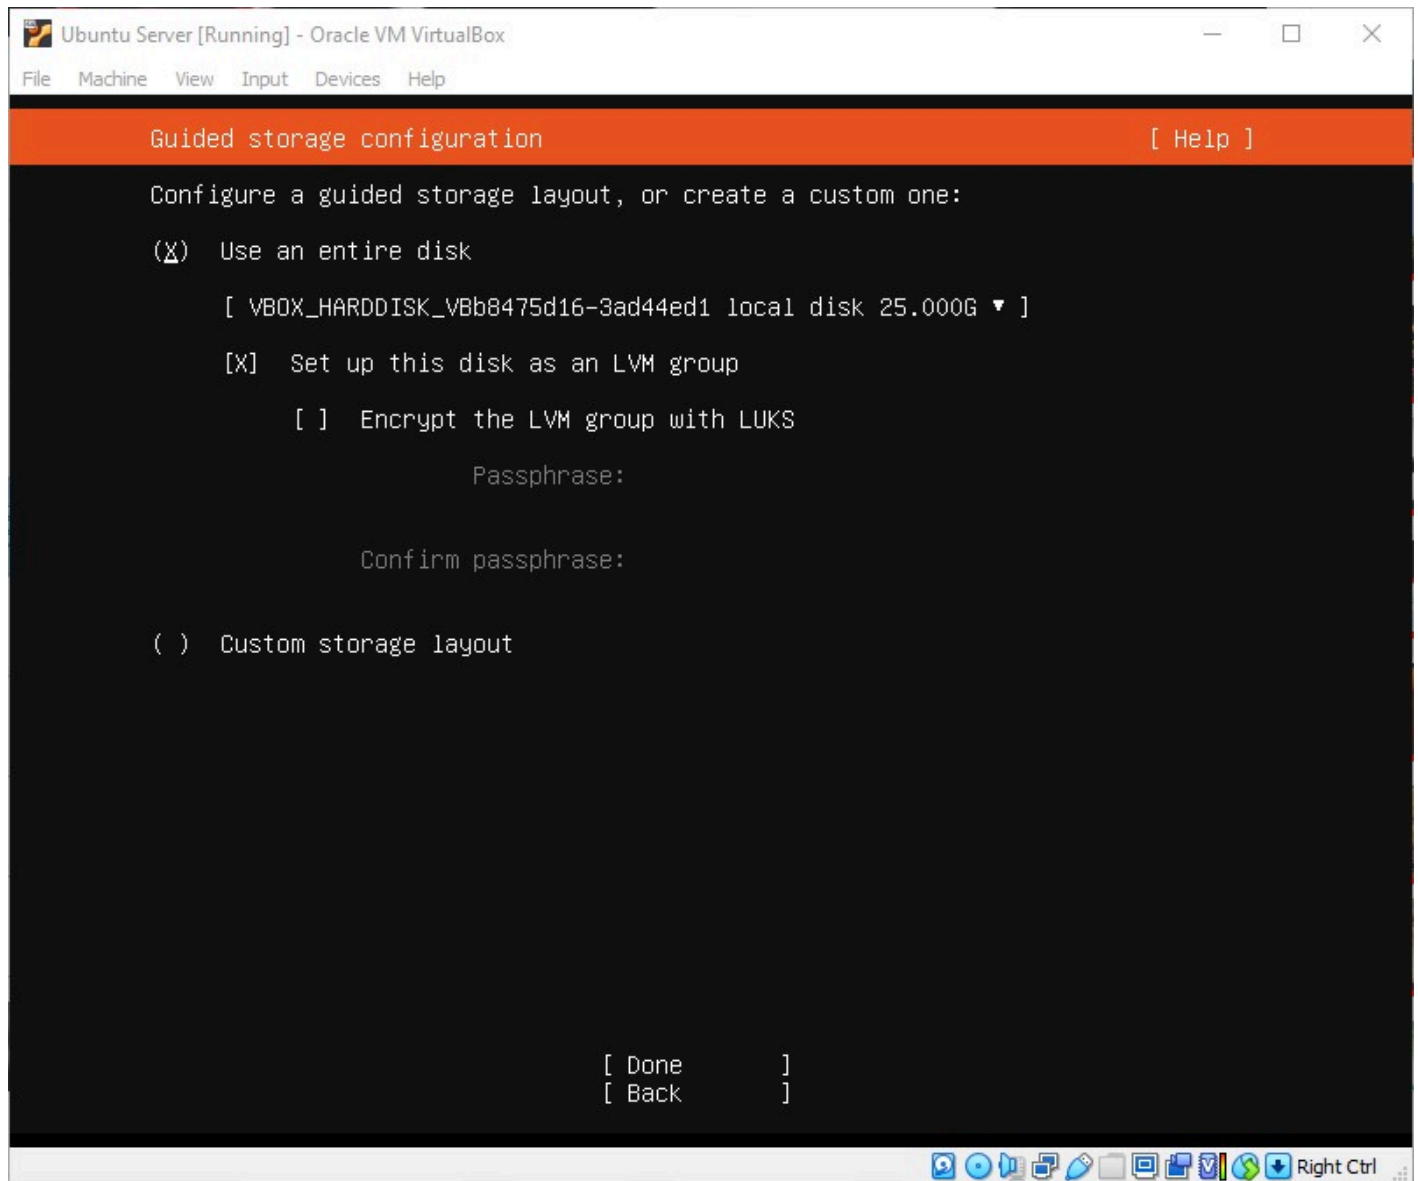 Ubuntu Server [Running] - Oracle VM VirtualBox
File Machine View Input Devices Help
Guided storage configuration [ Help ]
Configure a guided storage layout, or create a custom one:
(X) Use an entire disk
[ VBOX_HARDDISK_VBb8475d16-3ad44ed1 local disk 25.000G ▾ ]
[X] Set up this disk as an LVM group
[ ] Encrypt the LVM group with LUKS
Passphrase:
Confirm passphrase:
( ) Custom storage layout
[ Done ]
[ Back ]
Right Ctrl